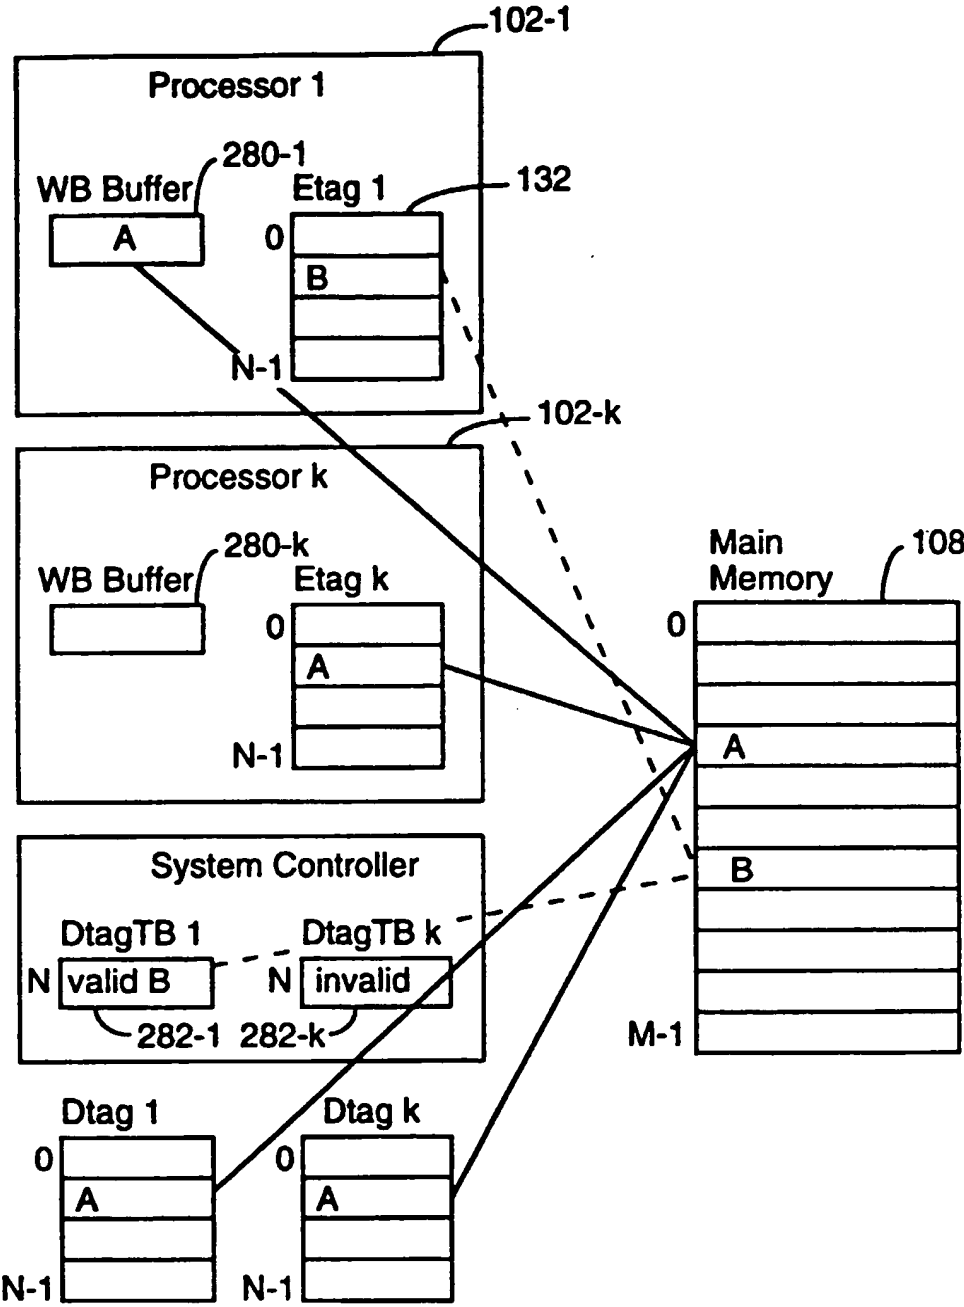 102-1
Processor 1
280-1
WB Buffer
Etag 1
132
A
0
B
N-1
102-k
Processor k
280-k
WB Buffer
Etag k
0
A
N-1
Main
Memory
108
0
A
B
M-1
System Controller
DtagTB 1
DtagTB k
N
valid B
N
invalid
282-1
282-k
Dtag 1
Dtag k
0
A
N-1
0
A
N-1